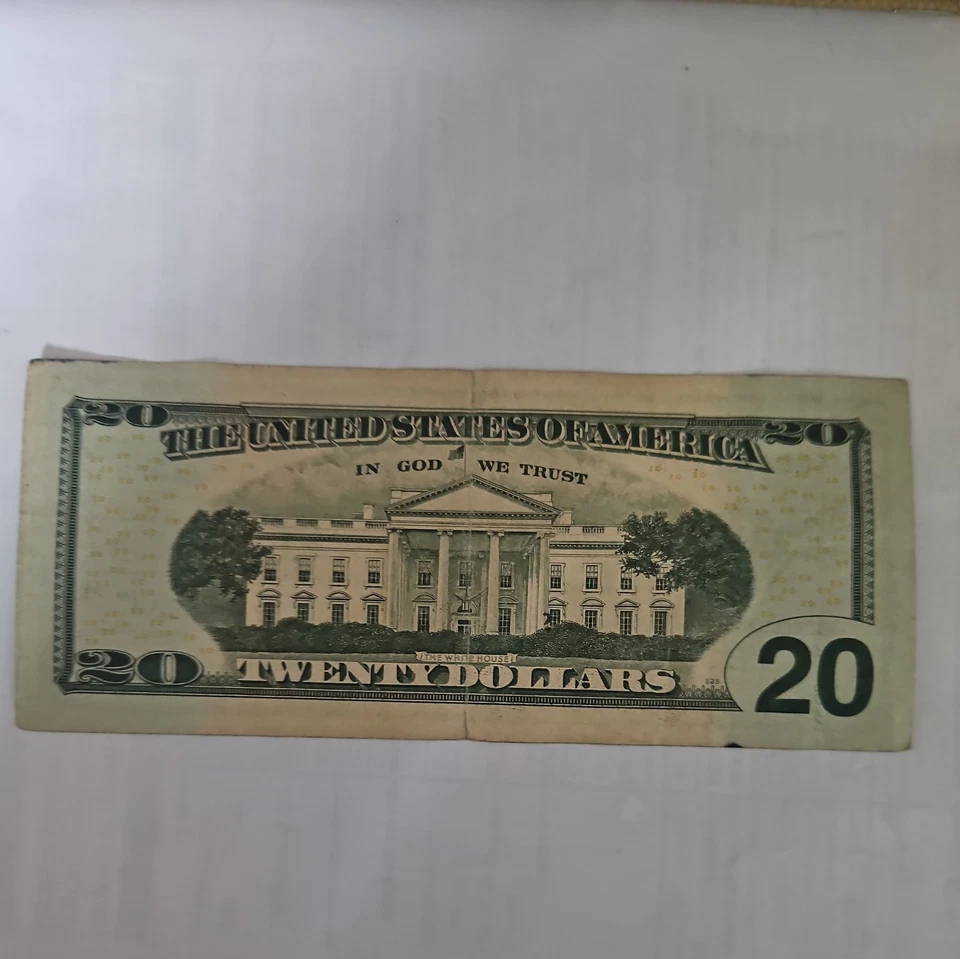 20 20
THE UNITED STATES OF AMERICA
IN GOD WE TRUST
THE WHITE HOUSE
20 TWENTY DOLLARS 20